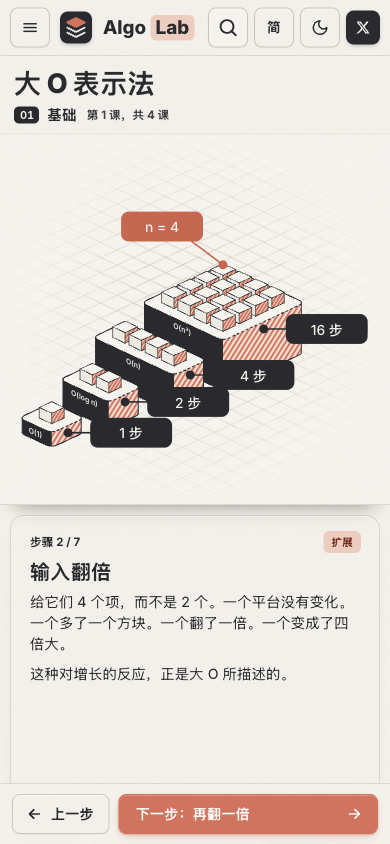 Algo Lab
简
大 O 表示法
01 基础 第 1 课，共 4 课
n = 4
O(n²)
16 步
O(n)
4 步
O(log n)
2 步
O(1)
1 步
步骤 2 / 7
扩展
输入翻倍
给它们 4 个项，而不是 2 个。一个平台没有变化。
一个多了一个方块。一个翻了一倍。一个变成了四
倍大。
这种对增长的反应，正是大 O 所描述的。
← 上一步
下一步：再翻一倍 →